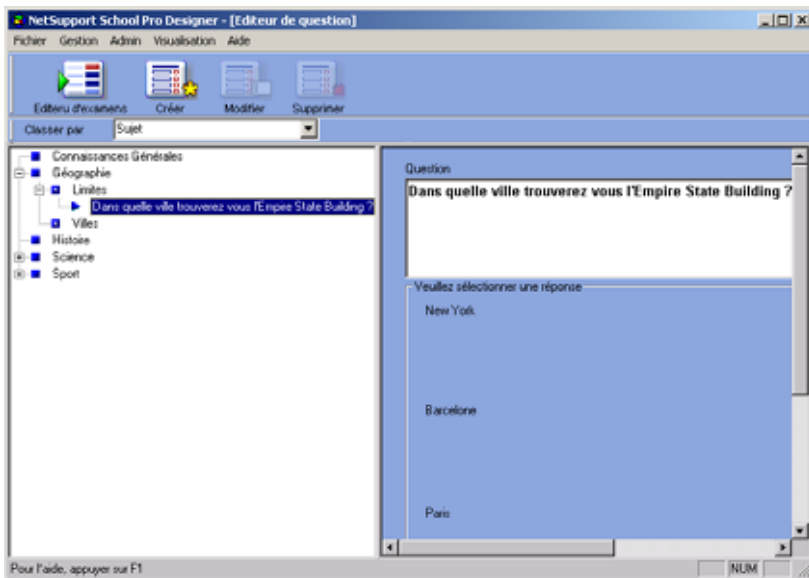 NetSupport School Pro Designer - [Editeur de question]
Fichier Gestion Admin Visualisation Aide
Editeru d'examens Créer Modifier Supprimer
Classer par Sujet
Connaissances Générales
Géographie
Limites
Dans quelle ville trouverez vous l'Empire State Building ?
Villes
Histoire
Science
Sport
Question
Dans quelle ville trouverez vous l'Empire State Building ?
Veuillez sélectionner une réponse
New York
Barcelone
Paris
Pour l'aide, appuyer sur F1
NUM